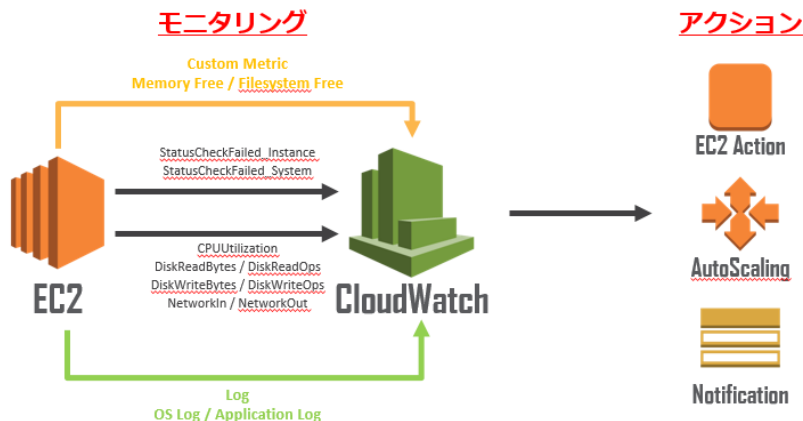 モニタリング
アクション
Custom Metric
Memory Free / Filesystem Free
StatusCheckFailed_Instance
StatusCheckFailed_System
CPUUtilization
DiskReadBytes / DiskReadOps
DiskWriteBytes / DiskWriteOps
NetworkIn / NetworkOut
EC2
CloudWatch
Log
OS Log / Application Log
EC2 Action
AutoScaling
Notification